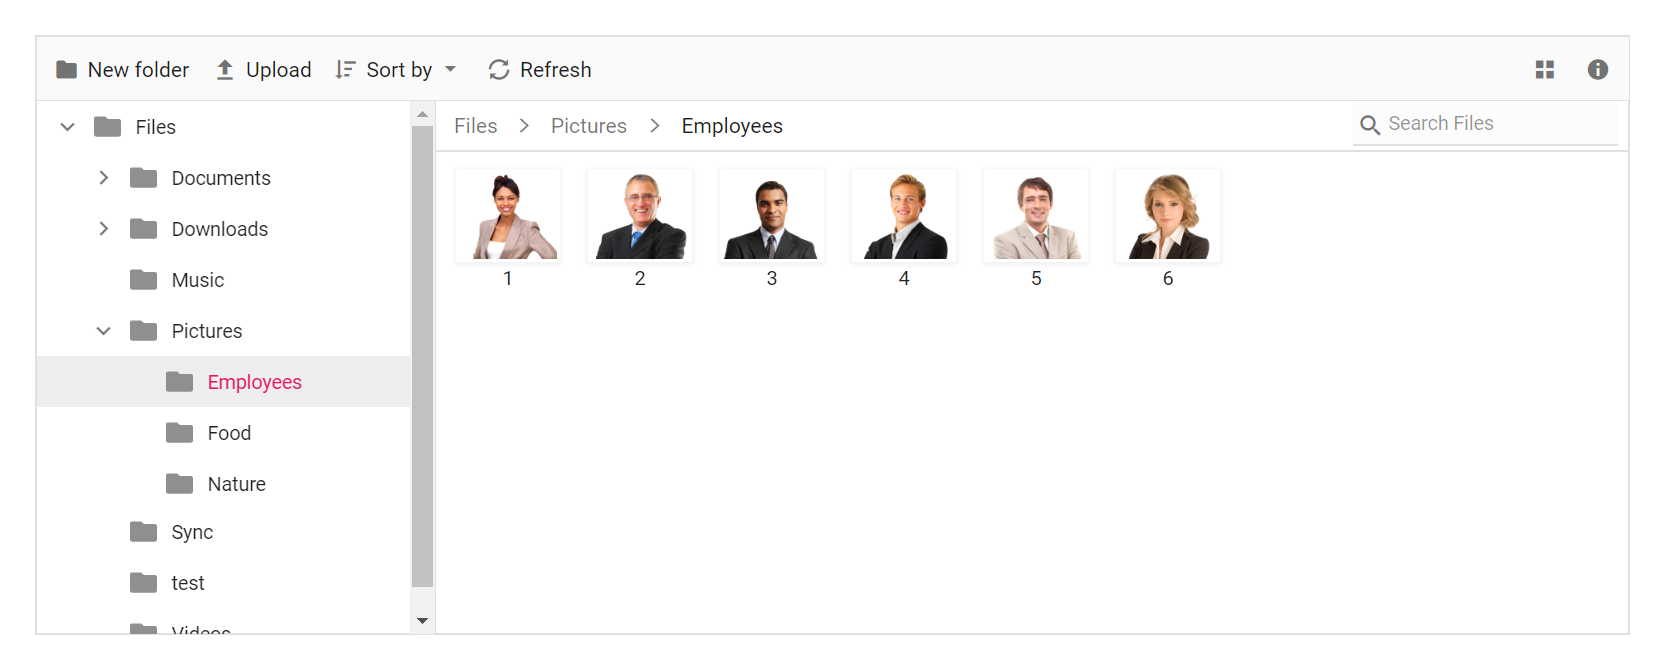 New folder Upload Sort by Refresh
Files
Documents
Downloads
Music
Pictures
Employees
Food
Nature
Sync
test
Videos
Files > Pictures > Employees
Search Files
1 2 3 4 5 6